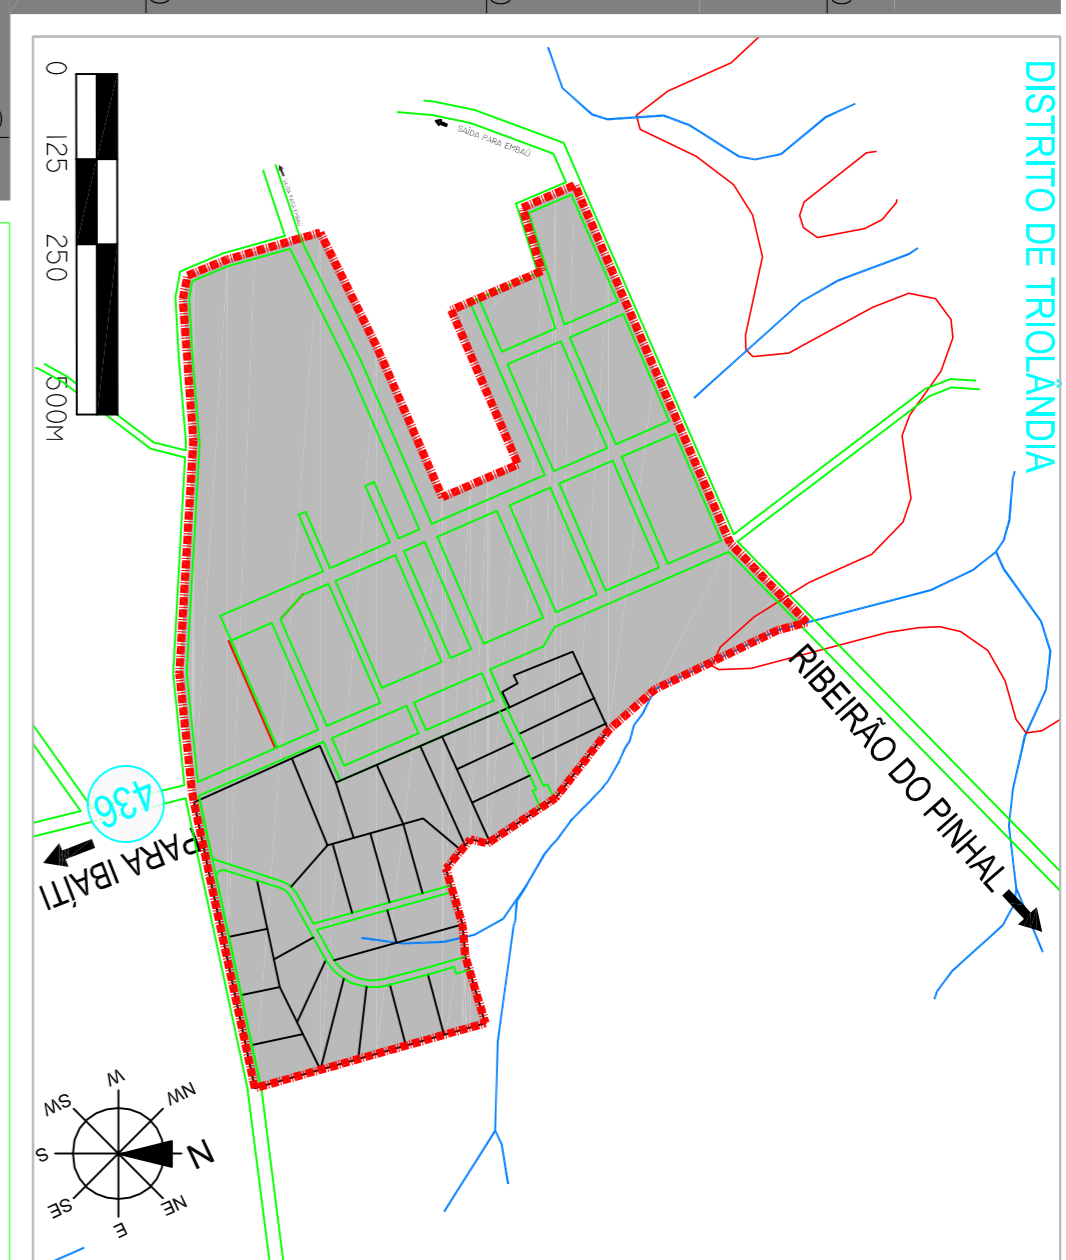 DISTRITO DE TRIOLÂNDIA
0
125
250
500M
SAÍDA PARA EMBAÚ
RIBEIRÃO DO PINHAL
436
PARA IBAÍTI
N
NE
E
SE
S
SW
W
NW